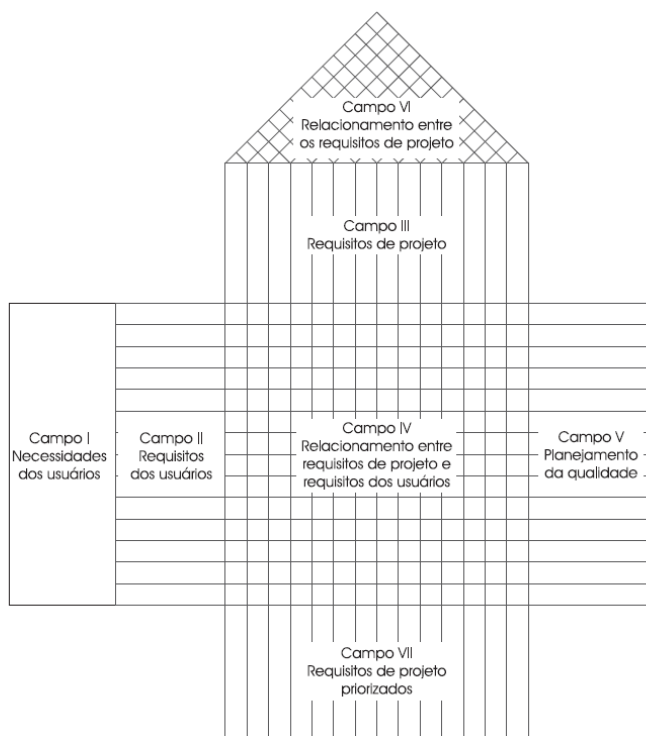 Campo VI
Relacionamento entre
os requisitos de projeto
Campo III
Requisitos de projeto
Campo I
Necessidades
dos usuários
Campo II
Requisitos
dos usuários
Campo IV
Relacionamento entre
requisitos de projeto e
requisitos dos usuários
Campo V
Planejamento
da qualidade
Campo VII
Requisitos de projeto
priorizados